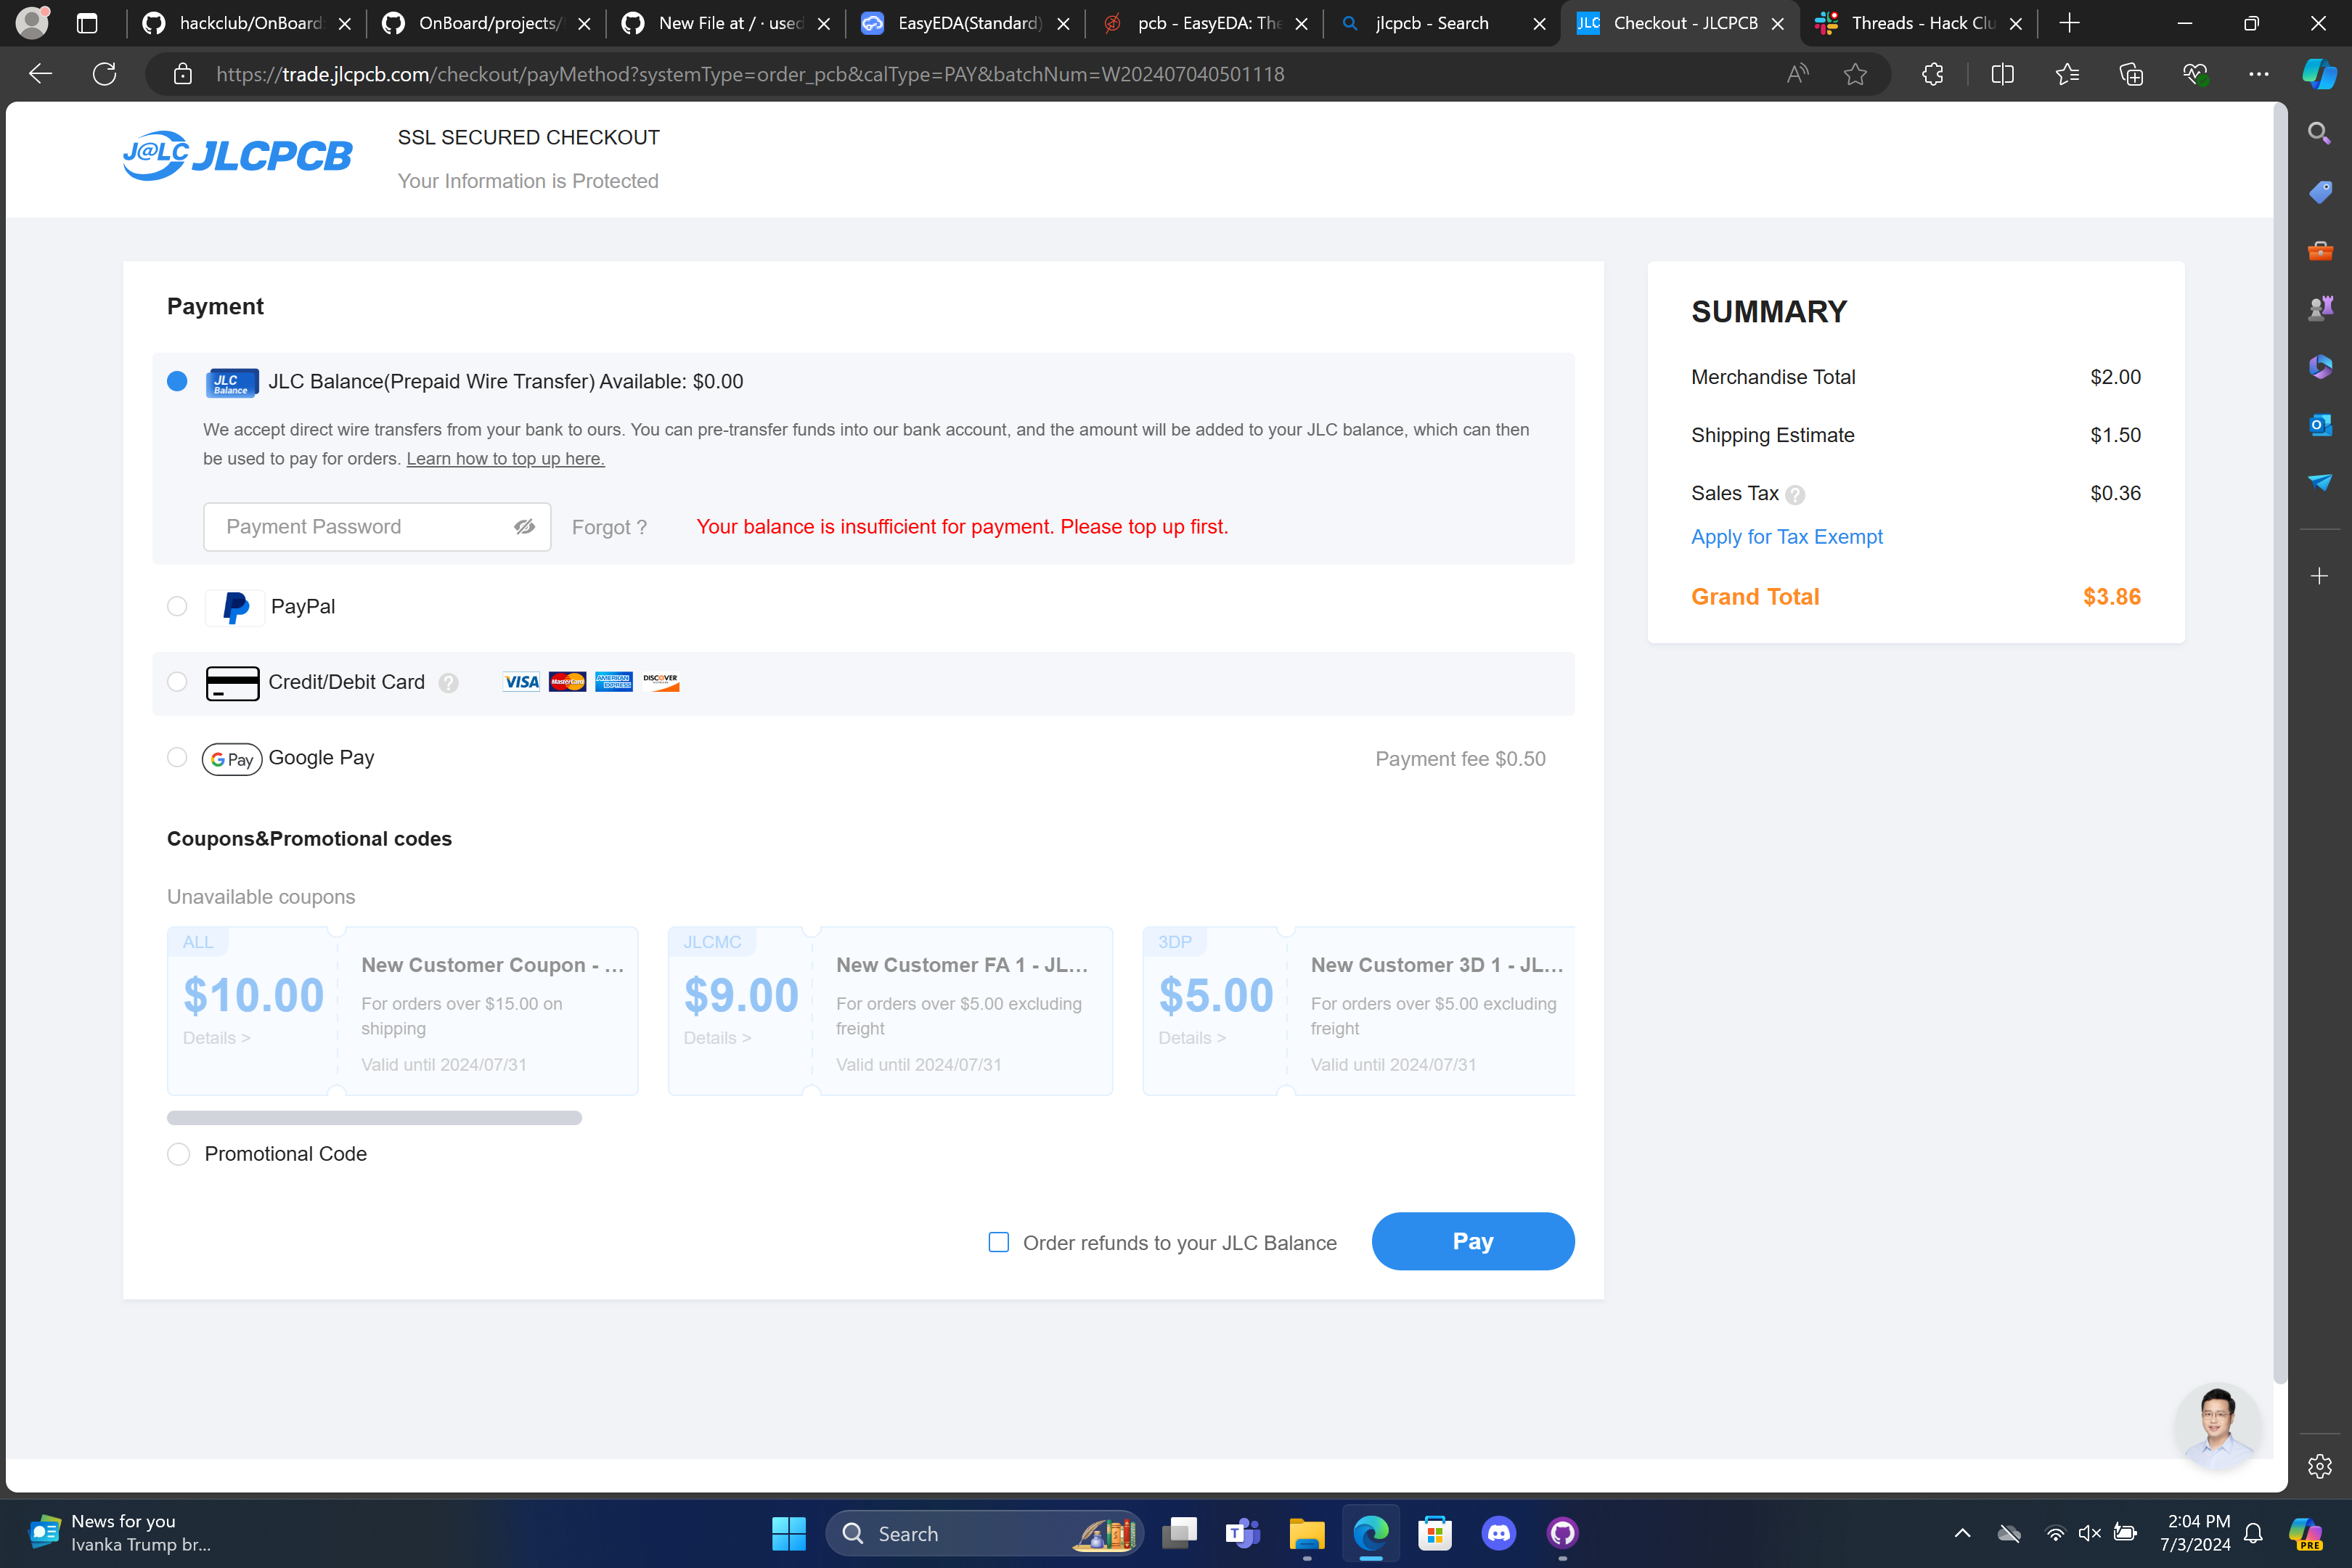 hackclub/OnBoard:
OnBoard/projects/
New File at / · used
EasyEDA(Standard)
pcb - EasyEDA: The
jlcpcb - Search
JLC
Checkout - JLCPCB
Threads - Hack Clu
https://trade.jlcpcb.com/checkout/payMethod?systemType=order_pcb&calType=PAY&batchNum=W202407040501118
J@LC JLCPCB
SSL SECURED CHECKOUT
Your Information is Protected
Payment
JLC Balance
JLC Balance(Prepaid Wire Transfer) Available: $0.00
We accept direct wire transfers from your bank to ours. You can pre-transfer funds into our bank account, and the amount will be added to your JLC balance, which can then
be used to pay for orders. Learn how to top up here.
Payment Password
Forgot ?
Your balance is insufficient for payment. Please top up first.
PayPal
Credit/Debit Card
VISA
MasterCard
AMERICAN EXPRESS
DISCOVER
G Pay
Google Pay
Payment fee $0.50
Coupons&Promotional codes
Unavailable coupons
ALL
$10.00
Details >
New Customer Coupon - ...
For orders over $15.00 on
shipping
Valid until 2024/07/31
JLCMC
$9.00
Details >
New Customer FA 1 - JL...
For orders over $5.00 excluding
freight
Valid until 2024/07/31
3DP
$5.00
Details >
New Customer 3D 1 - JL...
For orders over $5.00 excluding
freight
Valid until 2024/07/31
Promotional Code
Order refunds to your JLC Balance
Pay
SUMMARY
Merchandise Total $2.00
Shipping Estimate $1.50
Sales Tax ? $0.36
Apply for Tax Exempt
Grand Total $3.86
News for you
Ivanka Trump br...
Search
2:04 PM
7/3/2024
PRE